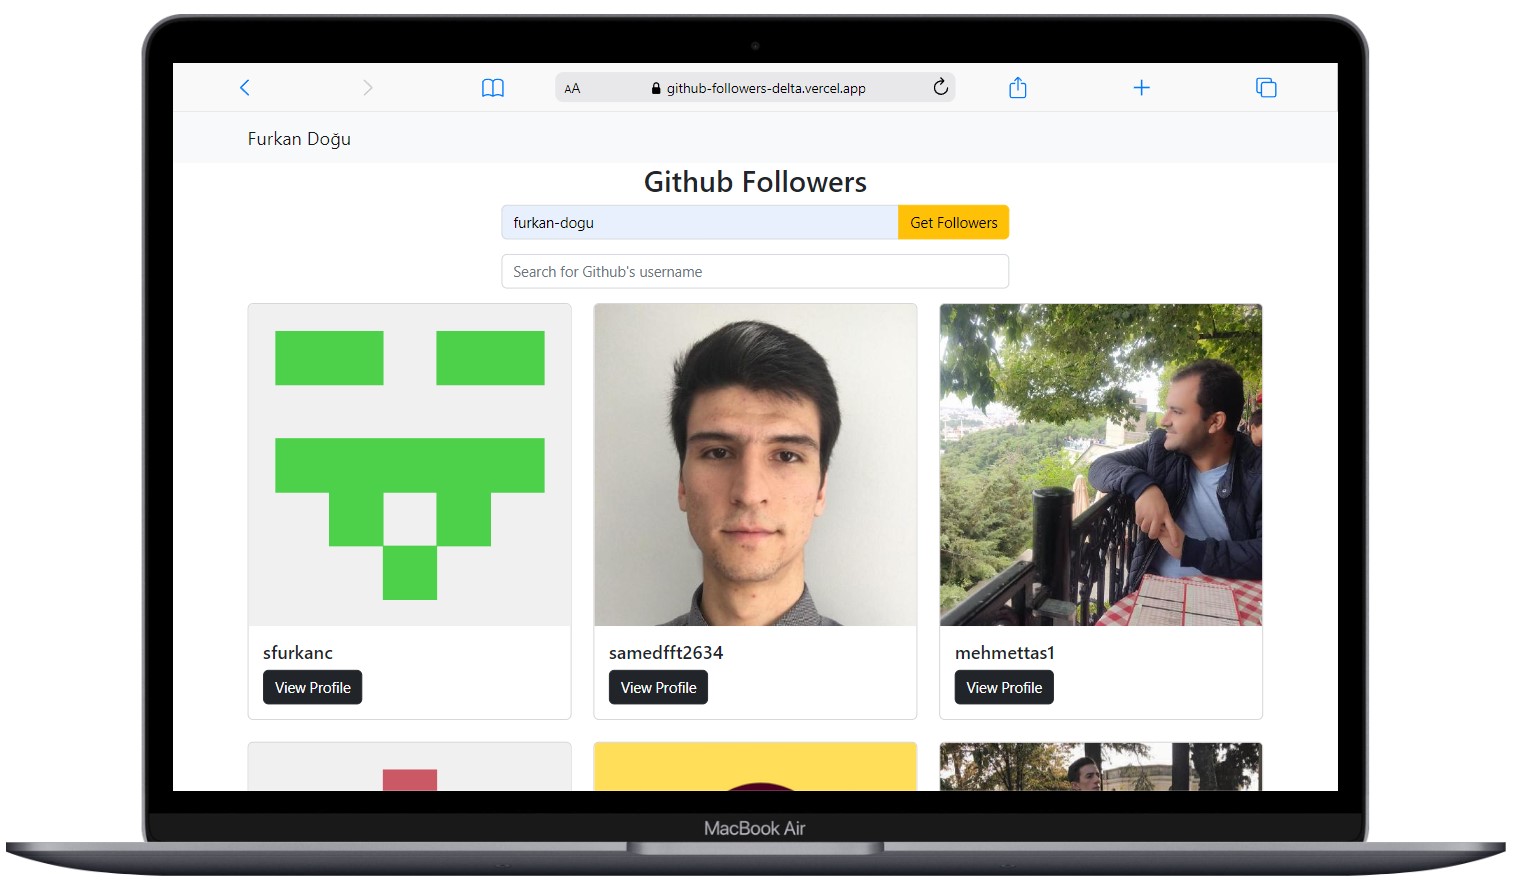 AA github-followers-delta.vercel.app
Furkan Doğu
Github Followers
furkan-dogu Get Followers
Search for Github's username
sfurkanc samedfft2634 mehmettas1
View Profile View Profile View Profile
MacBook Air